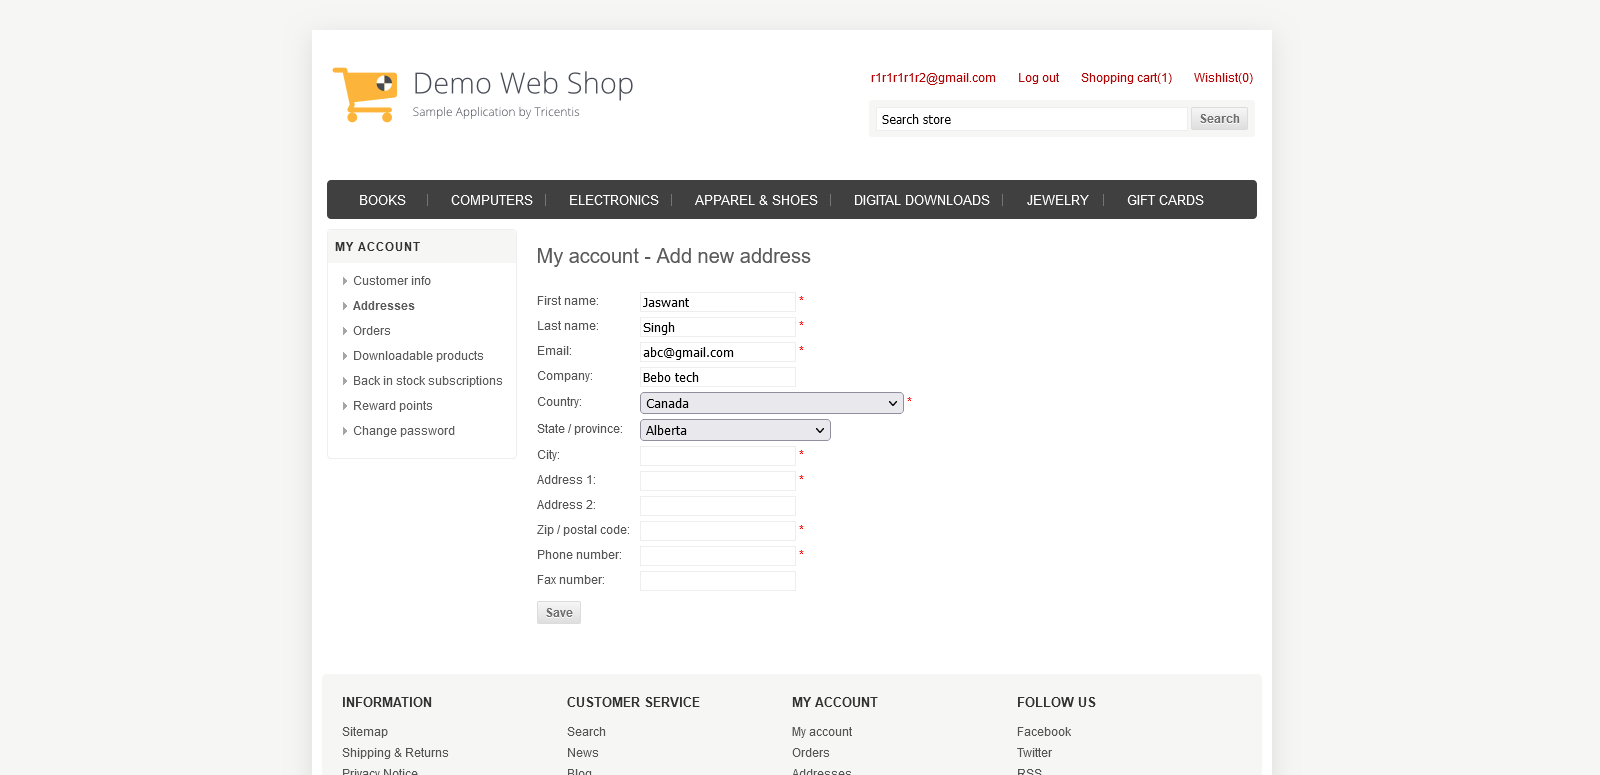 Demo Web Shop
Sample Application by Tricentis
r1r1r1r1r2@gmail.com Log out Shopping cart(1) Wishlist(0)
Search store Search
BOOKS COMPUTERS ELECTRONICS APPAREL & SHOES DIGITAL DOWNLOADS JEWELRY GIFT CARDS
MY ACCOUNT
Customer info
Addresses
Orders
Downloadable products
Back in stock subscriptions
Reward points
Change password
My account - Add new address
First name: Jaswant *
Last name: Singh *
Email: abc@gmail.com *
Company: Bebo tech
Country: Canada *
State / province: Alberta
City: *
Address 1: *
Address 2:
Zip / postal code: *
Phone number: *
Fax number:
Save
INFORMATION
Sitemap
Shipping & Returns
Privacy Notice
CUSTOMER SERVICE
Search
News
Blog
MY ACCOUNT
My account
Orders
Addresses
FOLLOW US
Facebook
Twitter
RSS